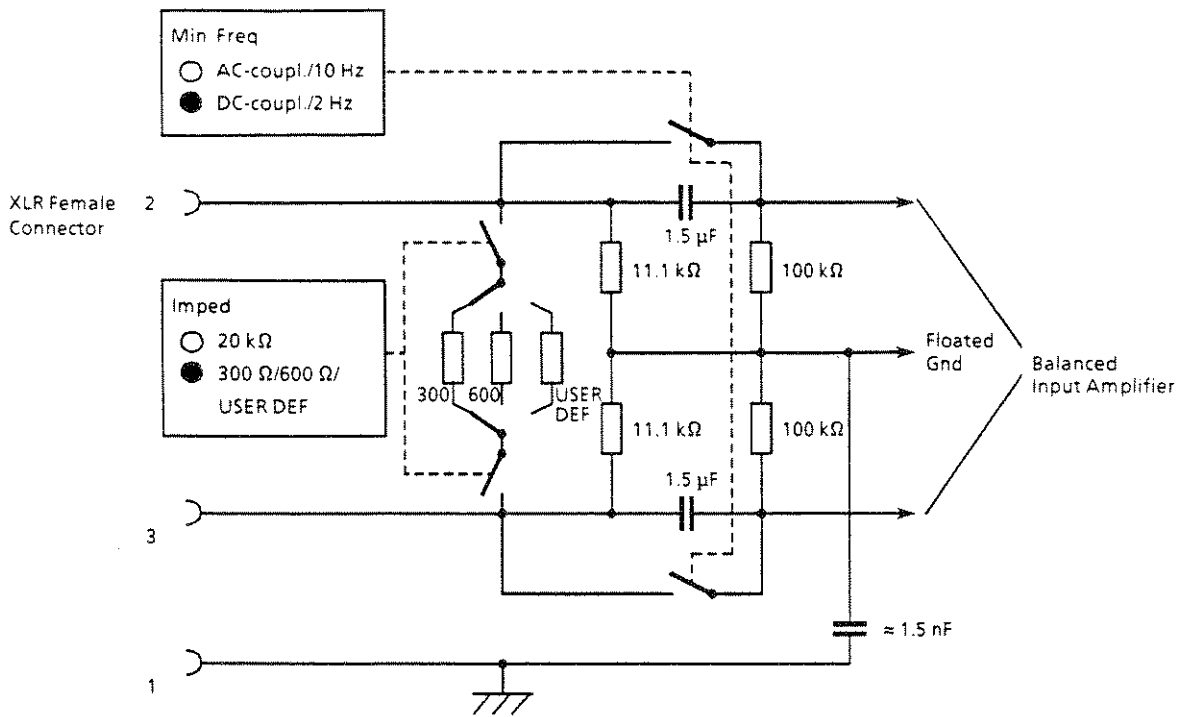 Min Freq
AC-coupl./10 Hz
DC-coupl./2 Hz
XLR Female
Connector
2
1.5 µF
11.1 kΩ
100 kΩ
Imped
20 kΩ
300 Ω/600 Ω/
USER DEF
300
600
USER
DEF
Floated
Gnd
Balanced
Input Amplifier
11.1 kΩ
100 kΩ
1.5 µF
3
≈ 1.5 nF
1